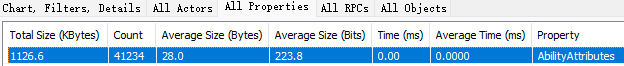 Chart, Filters, Details All Actors All Properties All RPCs All Objects
Total Size (KBytes) Count Average Size (Bytes) Average Size (Bits) Time (ms) Average Time (ms) Property
1126.6 41234 28.0 223.8 0.00 0.0000 AbilityAttributes